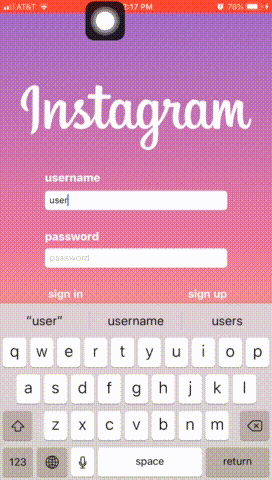 AT&T :17 PM 78%
Instagram
username
user
password
password
sign in sign up
"user" username users
q w e r t y u i o p
a s d f g h j k l
z x c v b n m
123 space return